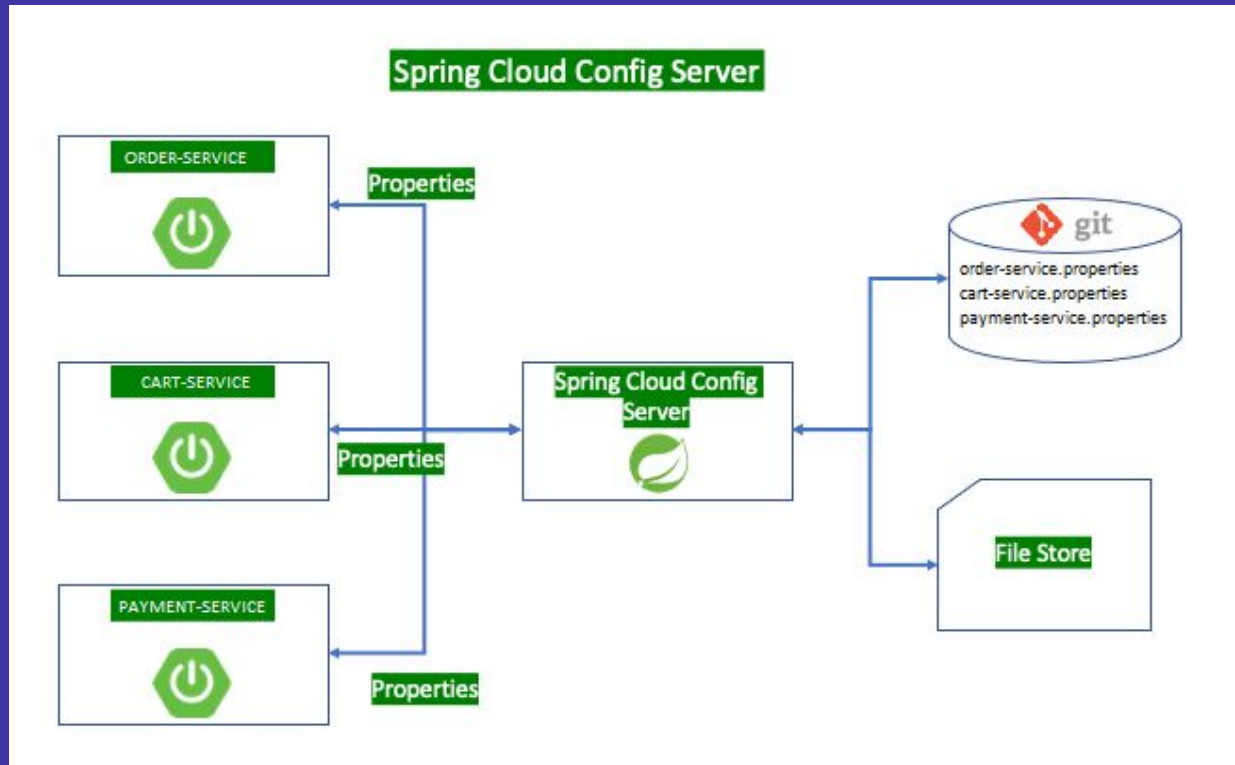 Spring Cloud Config Server
ORDER-SERVICE
Properties
CART-SERVICE
Properties
PAYMENT-SERVICE
Properties
Spring Cloud Config
Server
git
order-service.properties
cart-service.properties
payment-service.properties
File Store